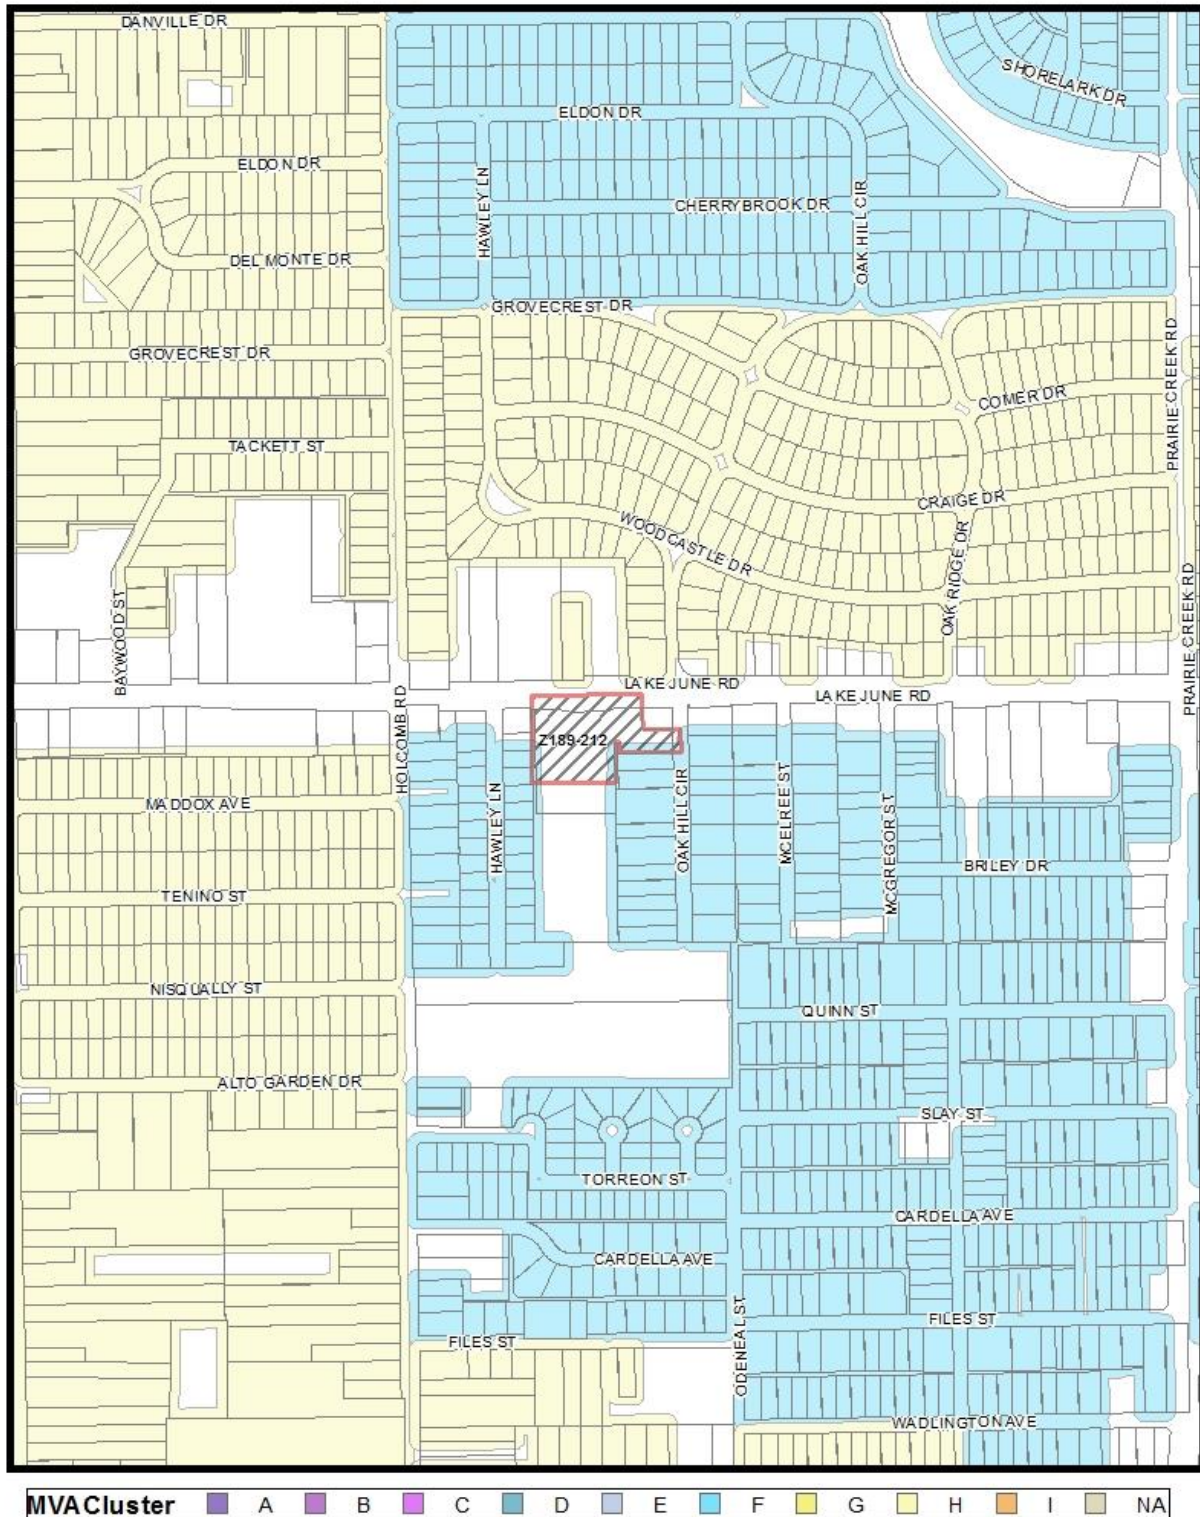 DANVILLE DR
SHORELARK DR
ELDON DR
ELDON DR
HAWLEY LN
CHERRYBROOK DR
OAK HILL CIR
DEL MONTE DR
GROVECREST DR
GROVECREST DR
PRAIRIE CREEK RD
COMER DR
TACKETT ST
CRAIGE DR
WOODCASTLE DR
OAK RIDGE DR
BAYWOOD ST
PRAIRIE CREEK RD
LAKE JUNE RD
LAKE JUNE RD
HOLCOMB RD
Z189-212
MADDOX AVE
HAWLEY LN
OAK HILL CIR
MCELREE ST
MCGREGOR ST
BRILEY DR
TENINO ST
NISQUALLY ST
QUINN ST
ALTO GARDEN DR
SLAY ST
TORREON ST
CARDELLA AVE
CARDELLA AVE
FILES ST
FILES ST
ODENEAL ST
WADLINGTON AVE
MVA Cluster A B C D E F G H I NA